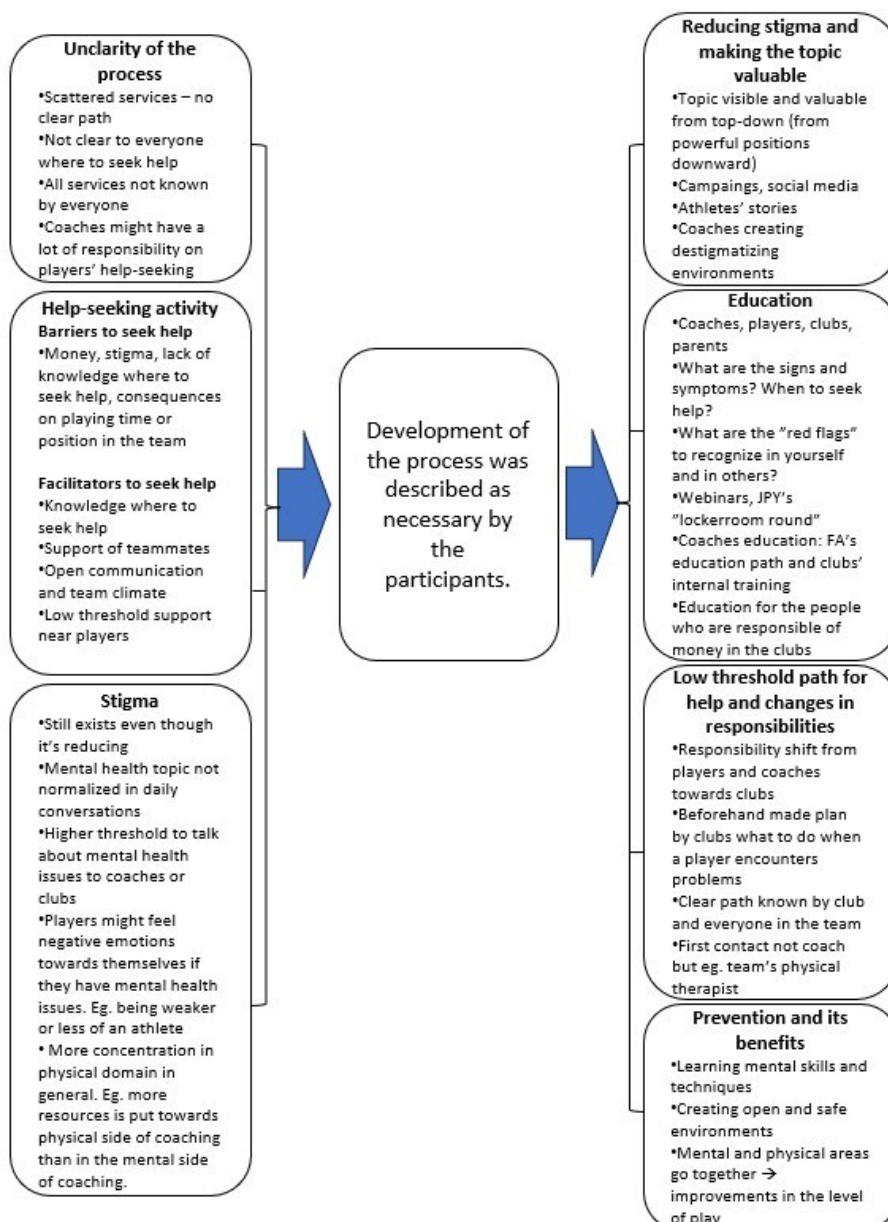 Unclarity of the
process
•Scattered services – no
clear path
•Not clear to everyone
where to seek help
•All services not known
by everyone
•Coaches might have a
lot of responsibility on
players' help-seeking
Help-seeking activity
Barriers to seek help
•Money, stigma, lack of
knowledge where to
seek help, consequences
on playing time or
position in the team
Facilitators to seek help
•Knowledge where to
seek help
•Support of teammates
•Open communication
and team climate
•Low threshold support
near players
Stigma
•Still exists even though
it's reducing
•Mental health topic not
normalized in daily
conversations
•Higher threshold to talk
about mental health
issues to coaches or
clubs
•Players might feel
negative emotions
towards themselves if
they have mental health
issues. Eg. being weaker
or less of an athlete
• More concentration in
physical domain in
general. Eg. more
resources is put towards
physical side of coaching
than in the mental side
of coaching.
Development of
the process was
described as
necessary by
the
participants.
Reducing stigma and
making the topic
valuable
•Topic visible and valuable
from top-down (from
powerful positions
downward)
•Campaings, social media
•Athletes' stories
•Coaches creating
destigmatizing
environments
Education
•Coaches, players, clubs,
parents
•What are the signs and
symptoms? When to seek
help?
•What are the "red flags"
to recognize in yourself
and in others?
•Webinars, JPY's
"lockerroom round"
•Coaches education: FA's
education path and clubs'
internal training
•Education for the people
who are responsible of
money in the clubs
Low threshold path for
help and changes in
responsibilities
•Responsibility shift from
players and coaches
towards clubs
•Beforehand made plan
by clubs what to do when
a player encounters
problems
•Clear path known by club
and everyone in the team
•First contact not coach
but eg. team's physical
therapist
Prevention and its
benefits
•Learning mental skills and
techniques
•Creating open and safe
environments
•Mental and physical areas
go together →
improvements in the level
of play